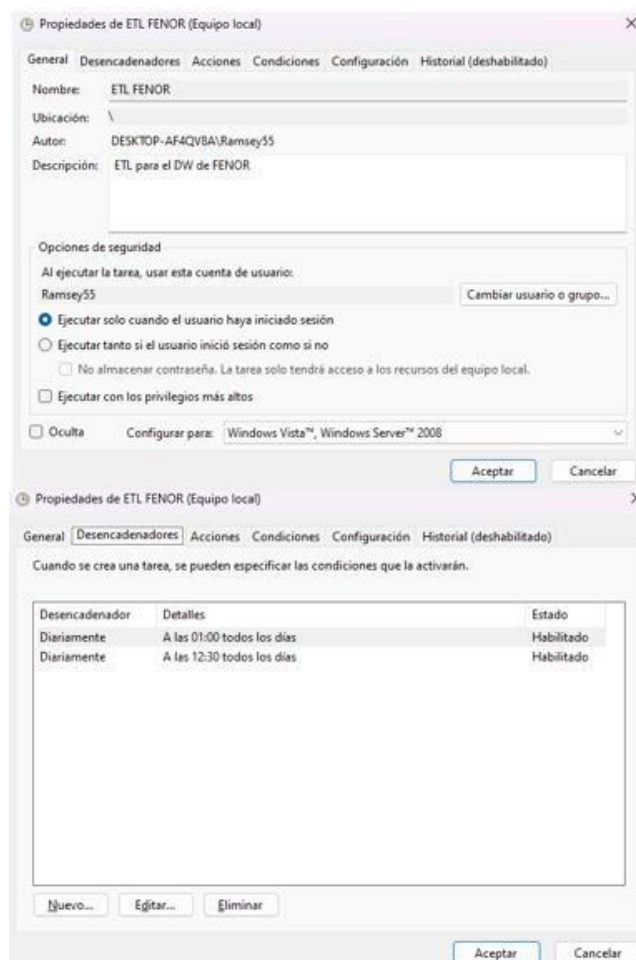 Propiedades de ETL FENOR (Equipo local)
General Desencadenadores Acciones Condiciones Configuración Historial (deshabilitado)
Nombre: ETL FENOR
Ubicación: \
Autor: DESKTOP-AF4QV8A\Ramsey55
Descripción: ETL para el DW de FENOR
Opciones de seguridad
Al ejecutar la tarea, usar esta cuenta de usuario:
Ramsey55 Cambiar usuario o grupo...
Ejecutar solo cuando el usuario haya iniciado sesión
Ejecutar tanto si el usuario inició sesión como si no
No almacenar contraseña. La tarea solo tendrá acceso a los recursos del equipo local.
Ejecutar con los privilegios más altos
Oculta Configurar para: Windows Vista™, Windows Server™ 2008
Aceptar Cancelar
Propiedades de ETL FENOR (Equipo local)
General Desencadenadores Acciones Condiciones Configuración Historial (deshabilitado)
Cuando se crea una tarea, se pueden especificar las condiciones que la activarán.
Desencadenador Detalles Estado
Diariamente A las 01:00 todos los días Habilitado
Diariamente A las 12:30 todos los días Habilitado
Nuevo... Editar... Eliminar
Aceptar Cancelar